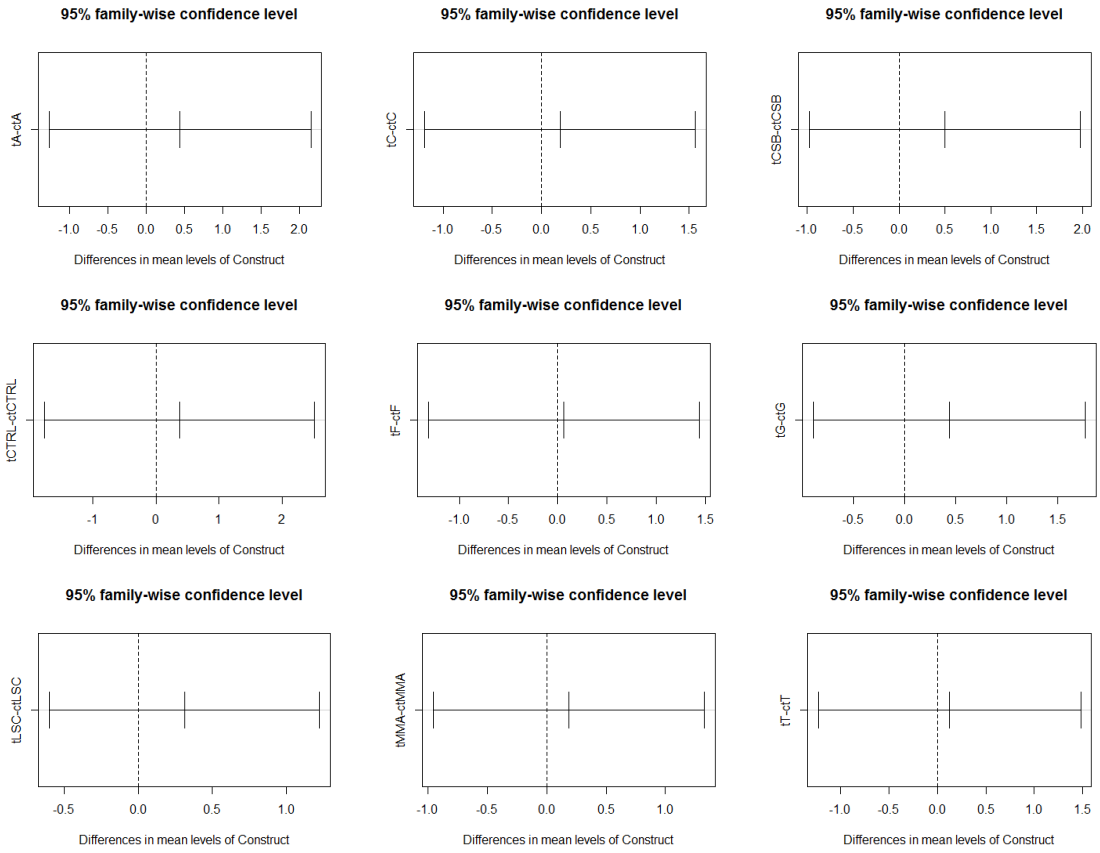 95% family-wise confidence level
tA-ctA
-1.0 -0.5 0.0 0.5 1.0 1.5 2.0
Differences in mean levels of Construct
95% family-wise confidence level
tC-ctC
-1.0 -0.5 0.0 0.5 1.0 1.5
Differences in mean levels of Construct
95% family-wise confidence level
tCSB-ctCSB
-1.0 -0.5 0.0 0.5 1.0 1.5 2.0
Differences in mean levels of Construct
95% family-wise confidence level
tCTRL-ctCTRL
-1 0 1 2
Differences in mean levels of Construct
95% family-wise confidence level
tF-ctF
-1.0 -0.5 0.0 0.5 1.0 1.5
Differences in mean levels of Construct
95% family-wise confidence level
tG-ctG
-0.5 0.0 0.5 1.0 1.5
Differences in mean levels of Construct
95% family-wise confidence level
tLSC-ctLSC
-0.5 0.0 0.5 1.0
Differences in mean levels of Construct
95% family-wise confidence level
tMMA-ctMMA
-1.0 -0.5 0.0 0.5 1.0
Differences in mean levels of Construct
95% family-wise confidence level
tT-ctT
-1.0 -0.5 0.0 0.5 1.0 1.5
Differences in mean levels of Construct